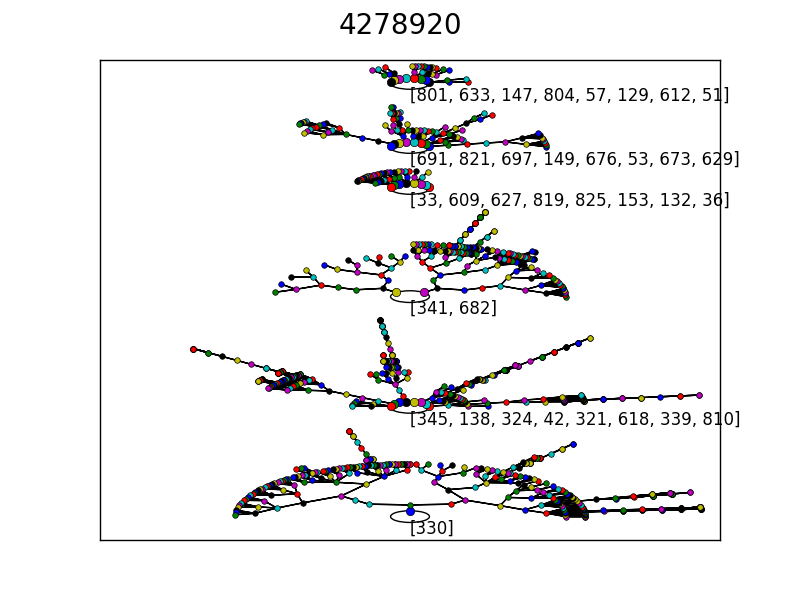 4278920
[801, 633, 147, 804, 57, 129, 612, 51]
[691, 821, 697, 149, 676, 53, 673, 629]
[33, 609, 627, 819, 825, 153, 132, 36]
[341, 682]
[345, 138, 324, 42, 321, 618, 339, 810]
[330]